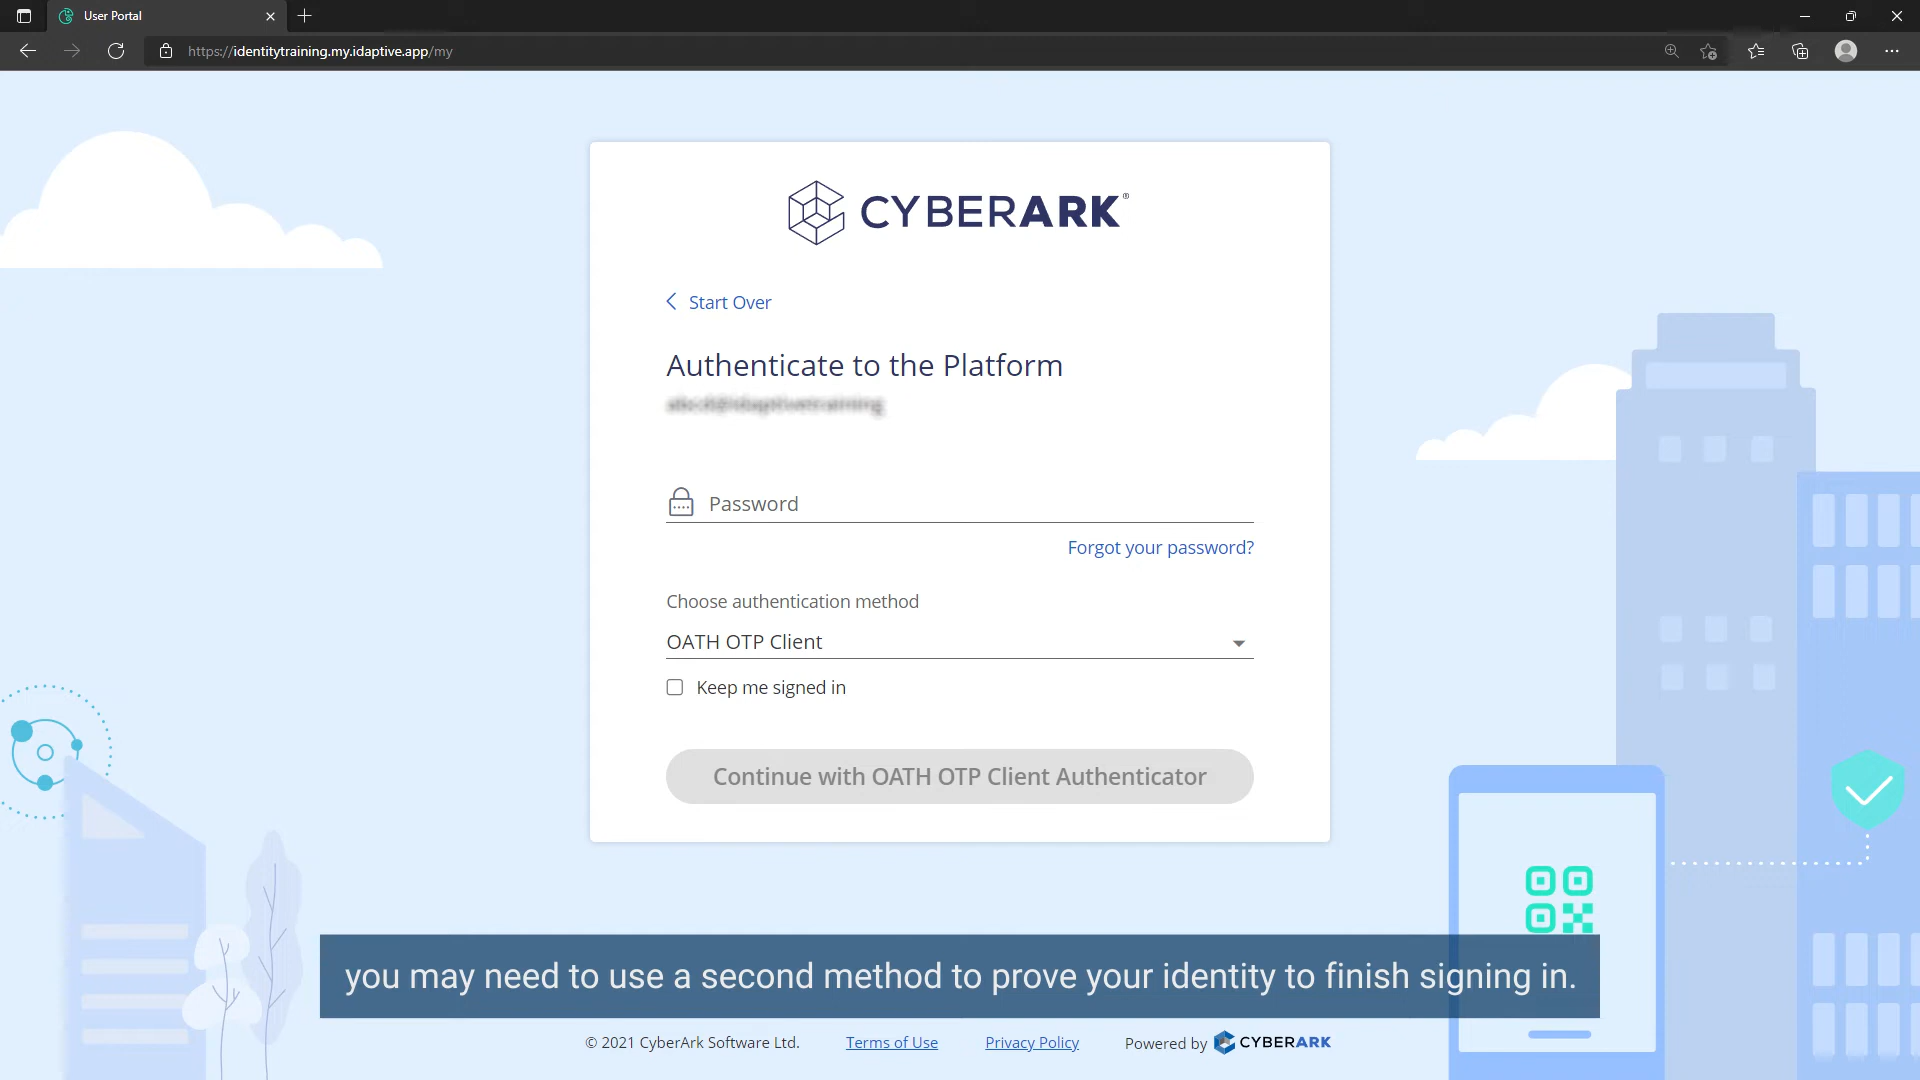 User Portal
https://identitytraining.my.idaptive.app/my
CYBERARK®
Start Over
Authenticate to the Platform
Password
Forgot your password?
Choose authentication method
OATH OTP Client
Keep me signed in
Continue with OATH OTP Client Authenticator
you may need to use a second method to prove your identity to finish signing in.
© 2021 CyberArk Software Ltd. Terms of Use Privacy Policy Powered by CYBERARK